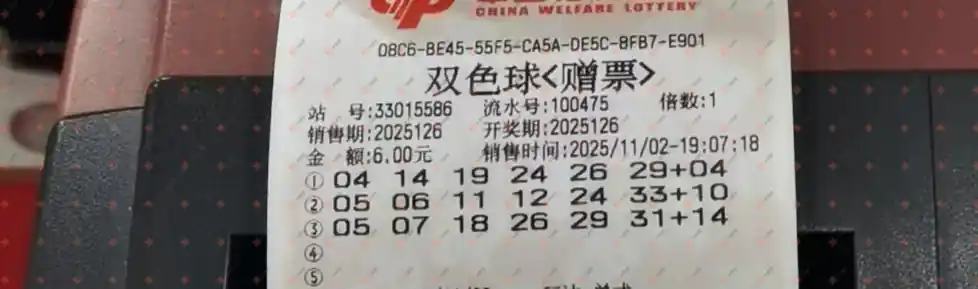 CHINA WELFARE LOTTERY
08C6-8E45-55F5-CA5A-DE5C-8FB7-E901
双色球<赠票>
站 号:33015586 流水号:100475 倍数:1
销售期:2025126 开奖期:2025126
金 额:6.00元 销售时间:2025/11/02-19:07:18
① 04 14 19 24 26 29+04
② 05 06 11 12 24 33+10
③ 05 07 18 26 29 31+14
④
⑤